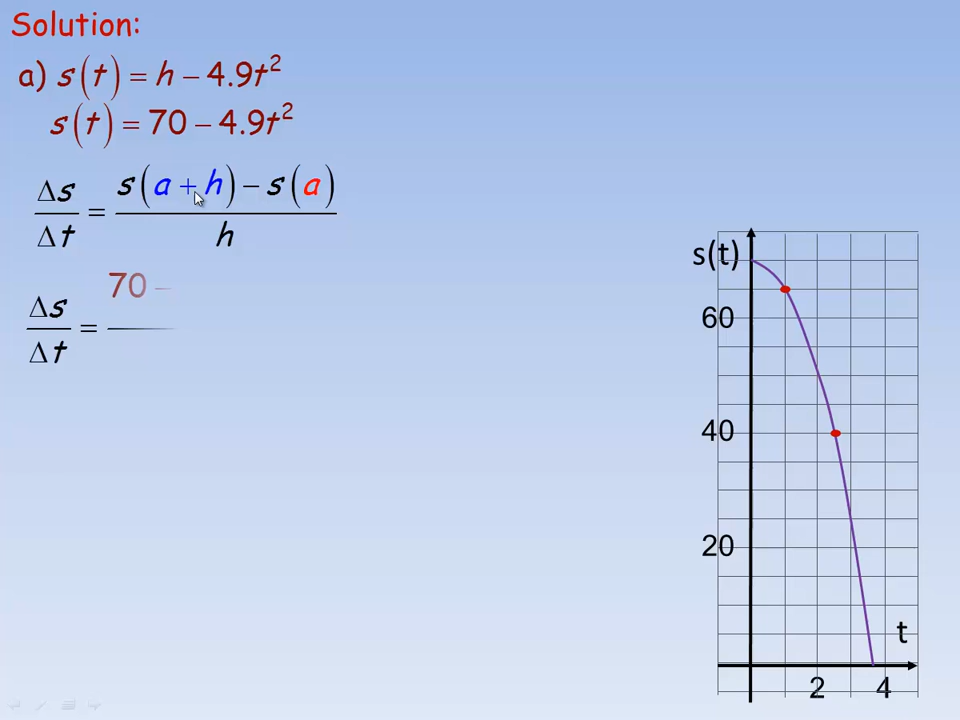 Solution:
a) s(t) = h − 4.9t²
s(t) = 70 − 4.9t²
Δs/Δt = (s(a + h) − s(a))/h
Δs/Δt = 70 −
s(t)
60
40
20
t
2 4